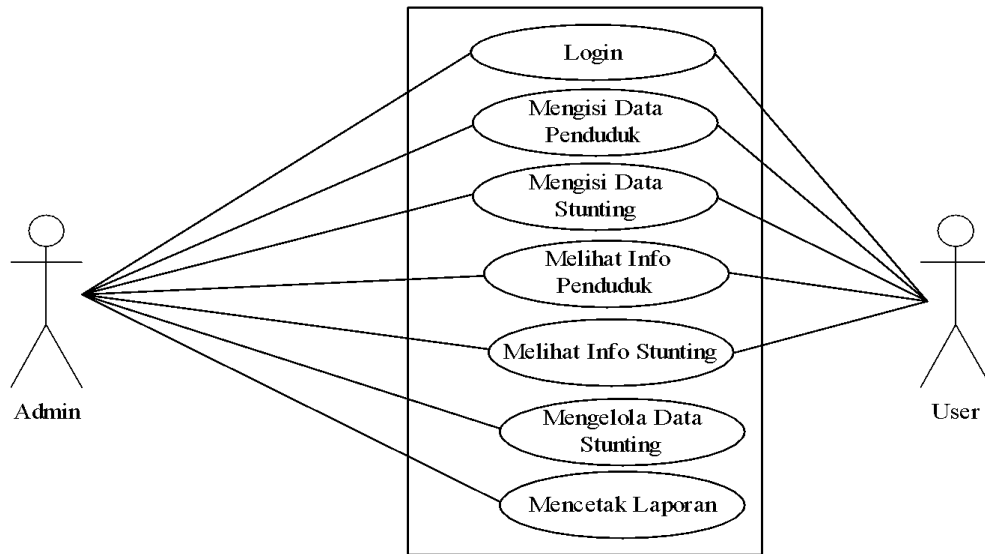 Login
Mengisi Data
Penduduk
Mengisi Data
Stunting
Melihat Info
Penduduk
Melihat Info Stunting
Mengelola Data
Stunting
Mencetak Laporan
Admin
User